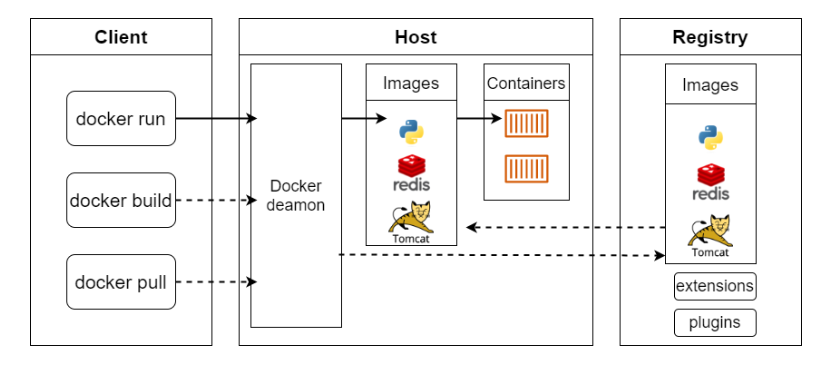 Client
docker run
docker build
docker pull
Host
Docker
deamon
Images
redis
Tomcat
Containers
Registry
Images
redis
Tomcat
extensions
plugins